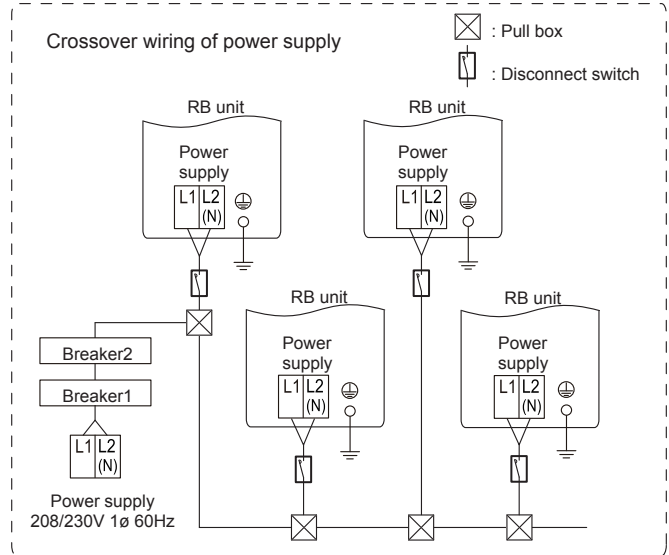 Crossover wiring of power supply
: Pull box
: Disconnect switch
RB unit
Power
supply
L1 L2
(N)
RB unit
Power
supply
L1 L2
(N)
RB unit
Power
supply
L1 L2
(N)
RB unit
Power
supply
L1 L2
(N)
Breaker2
Breaker1
L1 L2
(N)
Power supply
208/230V 1ø 60Hz